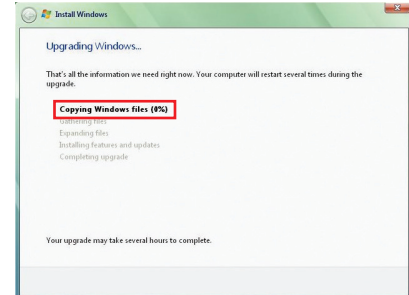 Install Windows
Upgrading Windows...
That's all the information we need right now. Your computer will restart several times during the
upgrade.
Copying Windows files (0%)
Gathering files
Expanding files
Installing features and updates
Completing upgrade
Your upgrade may take several hours to complete.